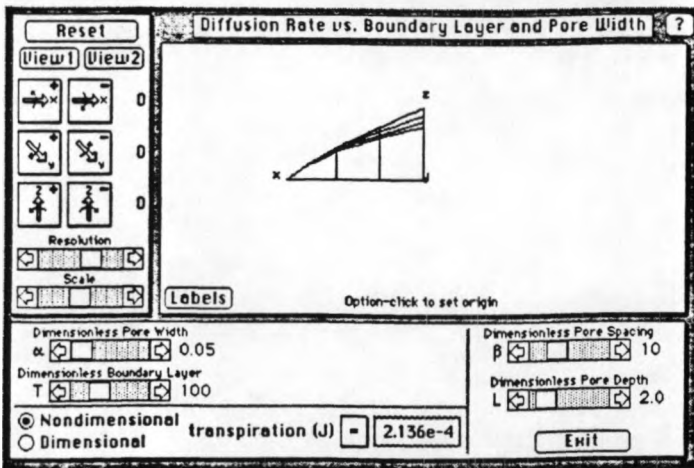 Reset
View1 View2
Diffusion Rate vs. Boundary Layer and Pore Width ?
+ x - x 0
+ y - y 0
z + z - 0
Resolution
Scale
z
x
y
Labels
Option-click to set origin
Dimensionless Pore Width
α 0.05
Dimensionless Boundary Layer
T 100
Dimensionless Pore Spacing
β 10
Dimensionless Pore Depth
L 2.0
Nondimensional
Dimensional
transpiration (J) = 2.136e-4
Exit